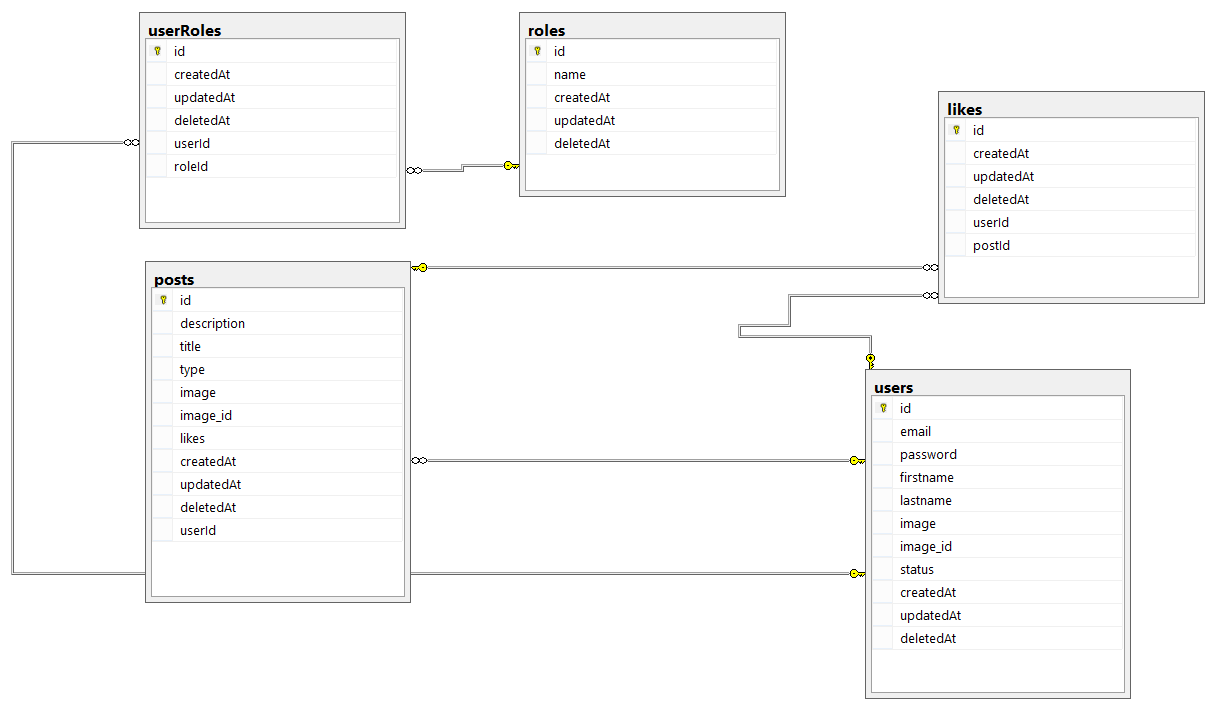 userRoles
id
createdAt
updatedAt
deletedAt
userId
roleId
roles
id
name
createdAt
updatedAt
deletedAt
likes
id
createdAt
updatedAt
deletedAt
userId
postId
posts
id
description
title
type
image
image_id
likes
createdAt
updatedAt
deletedAt
userId
users
id
email
password
firstname
lastname
image
image_id
status
createdAt
updatedAt
deletedAt